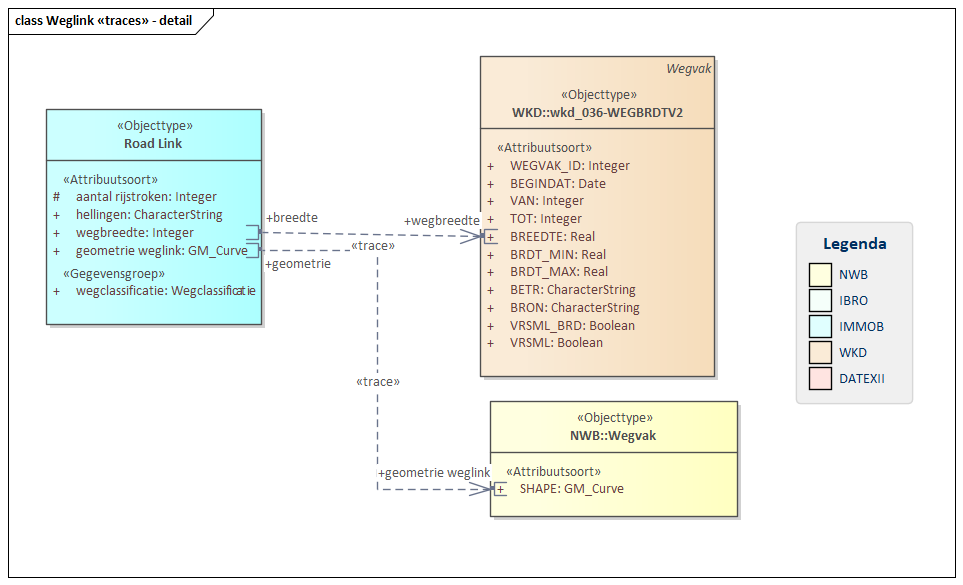 class Weglink «traces» - detail
«Objecttype»
Road Link
«Attribuutsoort»
# aantal rijstroken: Integer
+ hellingen: CharacterString
+ wegbreedte: Integer
+ geometrie weglink: GM_Curve
«Gegevensgroep»
+ wegclassificatie: Wegclassificatie
+breedte
+wegbreedte
«trace»
+geometrie
«trace»
+geometrie weglink
Wegvak
«Objecttype»
WKD::wkd_036-WEGBRDTV2
«Attribuutsoort»
+ WEGVAK_ID: Integer
+ BEGINDAT: Date
+ VAN: Integer
+ TOT: Integer
+ BREEDTE: Real
+ BRDT_MIN: Real
+ BRDT_MAX: Real
+ BETR: CharacterString
+ BRON: CharacterString
+ VRSML_BRD: Boolean
+ VRSML: Boolean
«Objecttype»
NWB::Wegvak
«Attribuutsoort»
+ SHAPE: GM_Curve
Legenda
NWB
IBRO
IMMOB
WKD
DATEXII